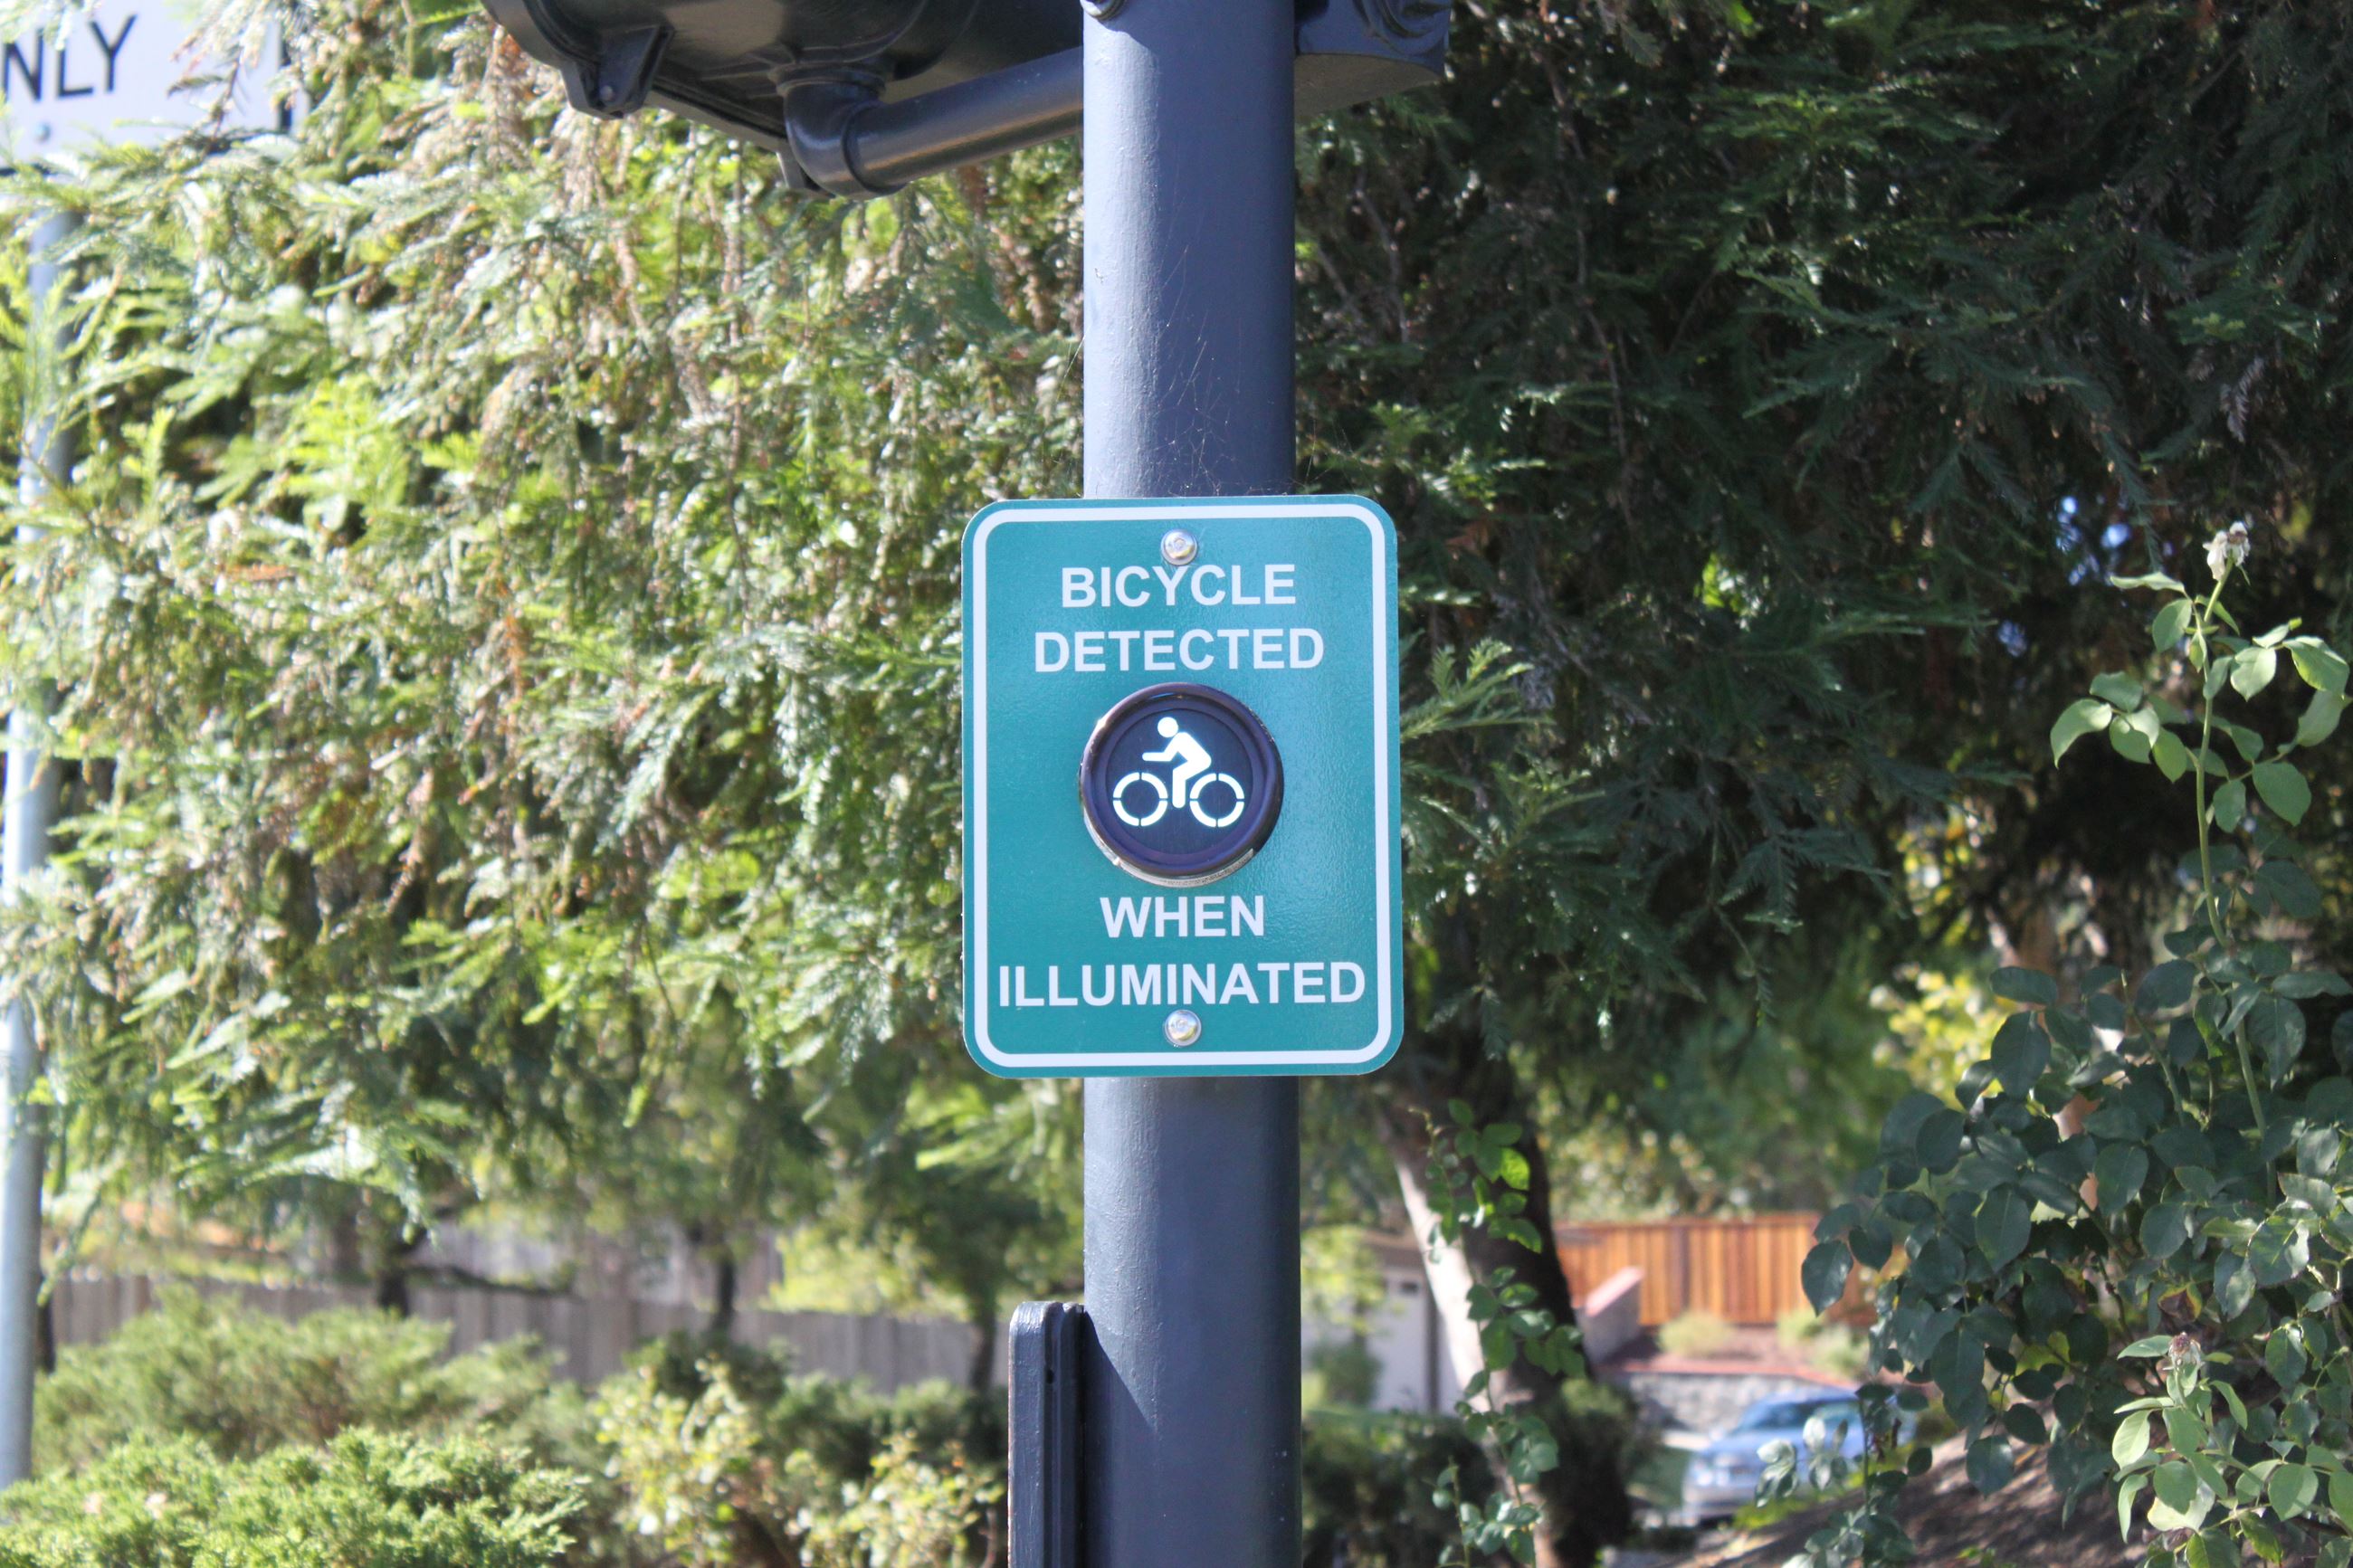 NLY
BICYCLE
DETECTED
WHEN
ILLUMINATED